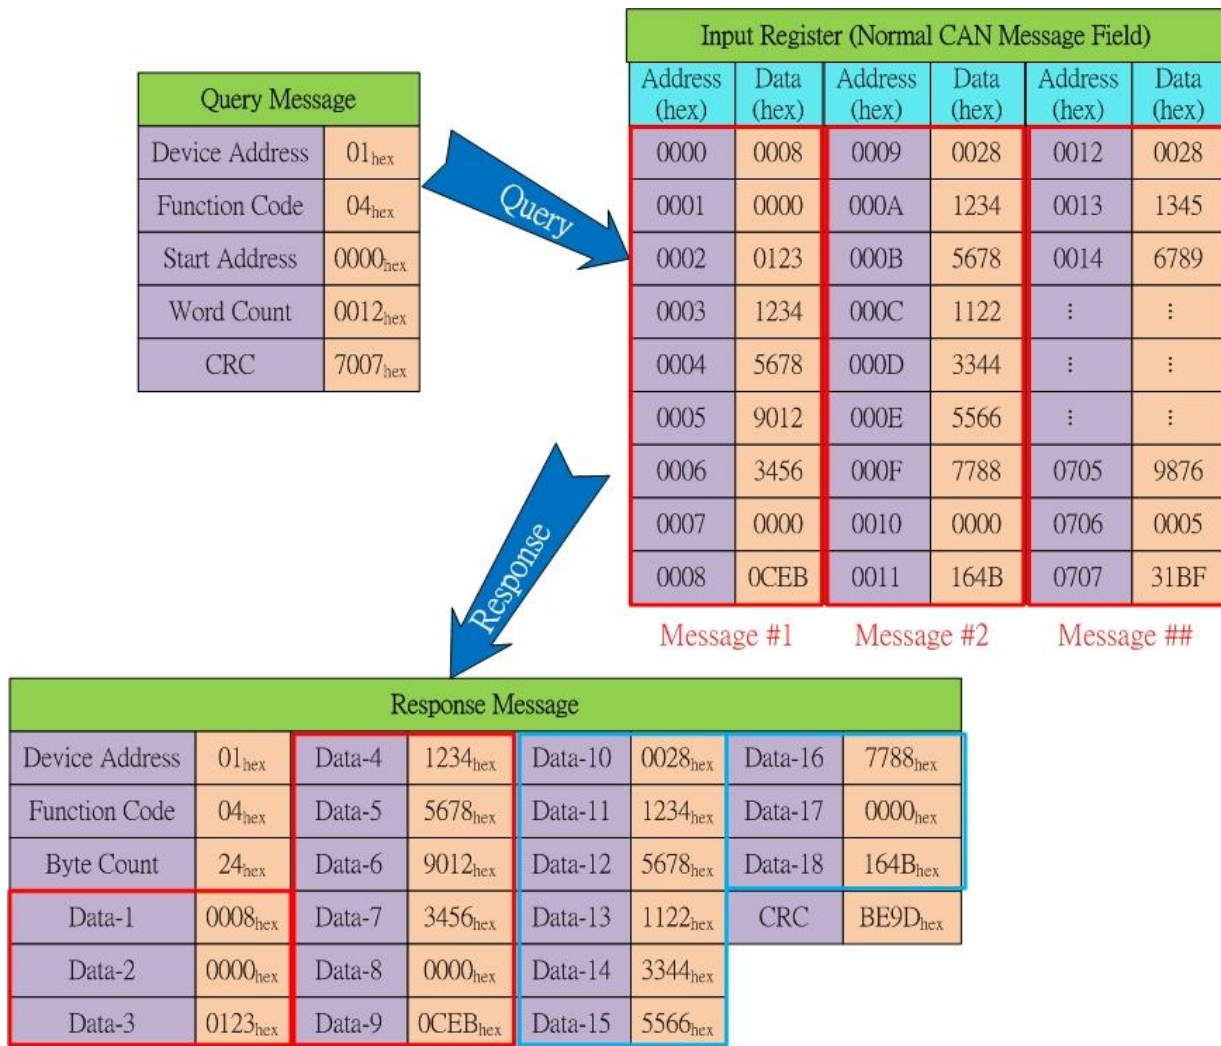 Query Message
Device Address 01hex
Function Code 04hex
Start Address 0000hex
Word Count 0012hex
CRC 7007hex
Query
Input Register (Normal CAN Message Field)
Address (hex) Data (hex) Address (hex) Data (hex) Address (hex) Data (hex)
0000 0008 0009 0028 0012 0028
0001 0000 000A 1234 0013 1345
0002 0123 000B 5678 0014 6789
0003 1234 000C 1122 ⋮ ⋮
0004 5678 000D 3344 ⋮ ⋮
0005 9012 000E 5566 ⋮ ⋮
0006 3456 000F 7788 0705 9876
0007 0000 0010 0000 0706 0005
0008 0CEB 0011 164B 0707 31BF
Message #1 Message #2 Message ##
Response
Response Message
Device Address 01hex Data-4 1234hex Data-10 0028hex Data-16 7788hex
Function Code 04hex Data-5 5678hex Data-11 1234hex Data-17 0000hex
Byte Count 24hex Data-6 9012hex Data-12 5678hex Data-18 164Bhex
Data-1 0008hex Data-7 3456hex Data-13 1122hex CRC BE9Dhex
Data-2 0000hex Data-8 0000hex Data-14 3344hex
Data-3 0123hex Data-9 0CEBhex Data-15 5566hex